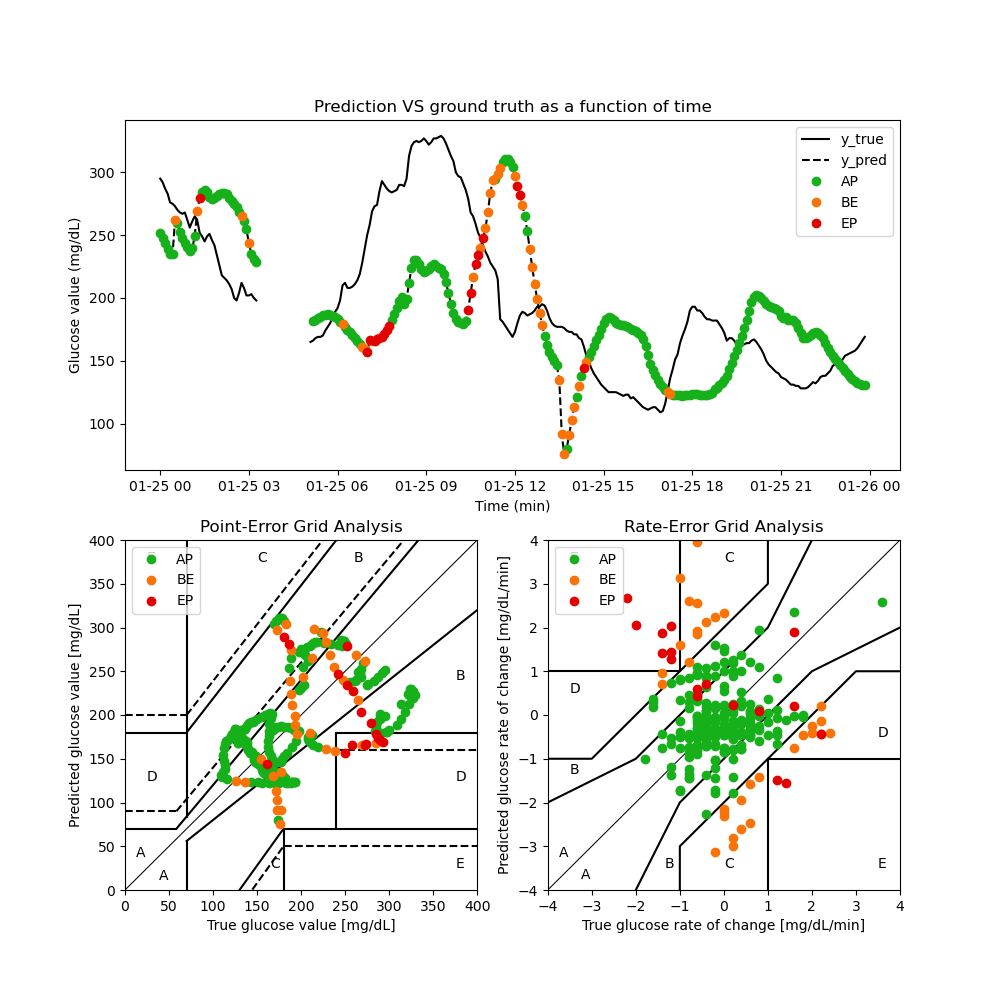 Prediction VS ground truth as a function of time
Glucose value (mg/dL)
300
250
200
150
100
y_true
y_pred
AP
BE
EP
01-25 00 01-25 03 01-25 06 01-25 09 01-25 12 01-25 15 01-25 18 01-25 21 01-26 00
Time (min)
Point-Error Grid Analysis
Predicted glucose value [mg/dL]
400
350
300
250
200
150
100
50
0
AP
BE
EP
C
B
B
D
D
A
A
C
E
0 50 100 150 200 250 300 350 400
True glucose value [mg/dL]
Rate-Error Grid Analysis
Predicted glucose rate of change [mg/dL/min]
4
3
2
1
0
−1
−2
−3
−4
AP
BE
EP
C
D
D
B
A
A
B
C
E
−4 −3 −2 −1 0 1 2 3 4
True glucose rate of change [mg/dL/min]